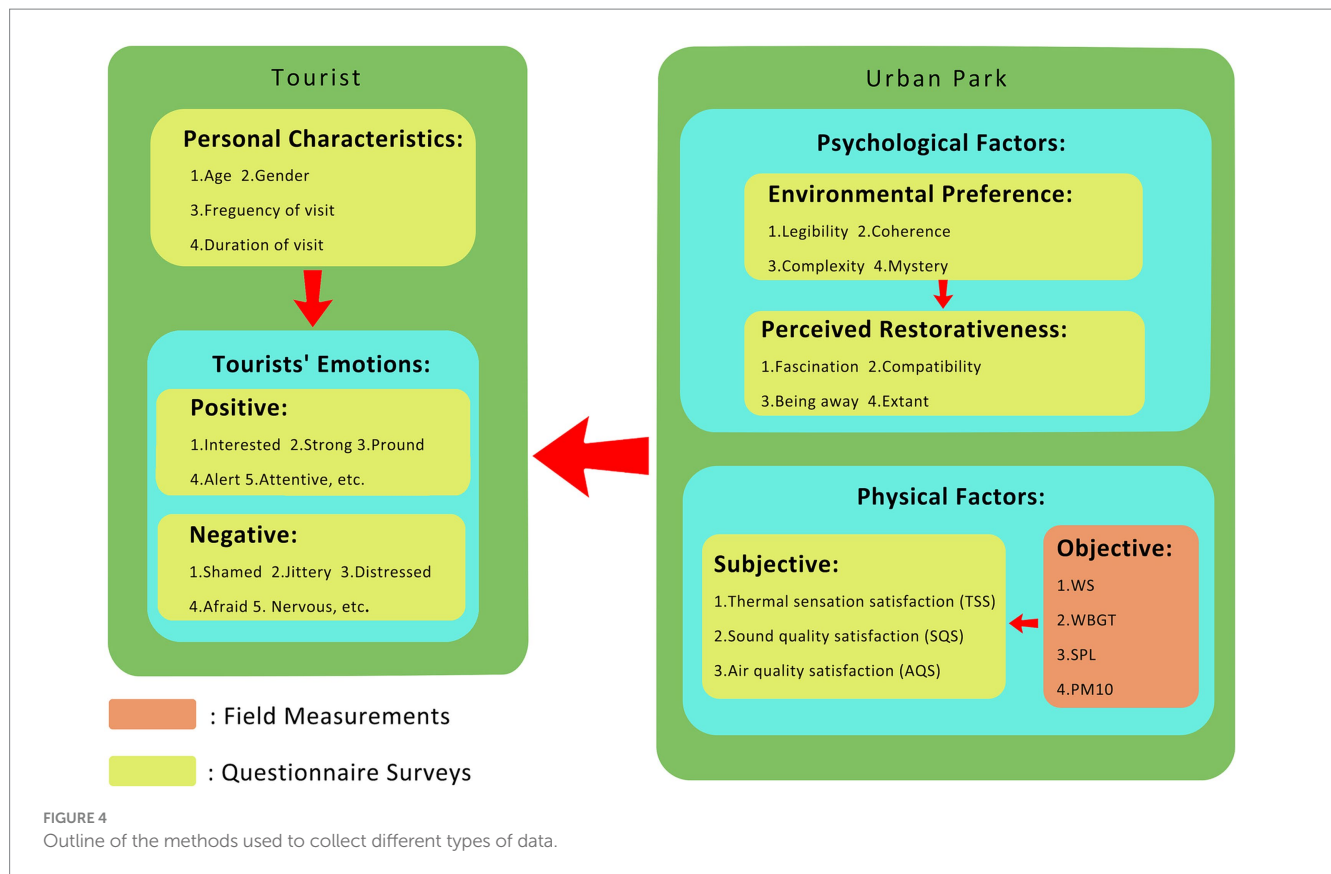 Tourist
Personal Characteristics:
1.Age 2.Gender
3.Freguency of visit
4.Duration of visit
Tourists' Emotions:
Positive:
1.Interested 2.Strong 3.Pround
4.Alert 5.Attentive, etc.
Negative:
1.Shamed 2.Jittery 3.Distressed
4.Afraid 5. Nervous, etc.
Urban Park
Psychological Factors:
Environmental Preference:
1.Legibility 2.Coherence
3.Complexity 4.Mystery
Perceived Restorativeness:
1.Fascination 2.Compatibility
3.Being away 4.Extant
Physical Factors:
Subjective:
1.Thermal sensation satisfaction (TSS)
2.Sound quality satisfaction (SQS)
3.Air quality satisfaction (AQS)
Objective:
1.WS
2.WBGT
3.SPL
4.PM10
: Field Measurements
: Questionnaire Surveys
FIGURE 4
Outline of the methods used to collect different types of data.